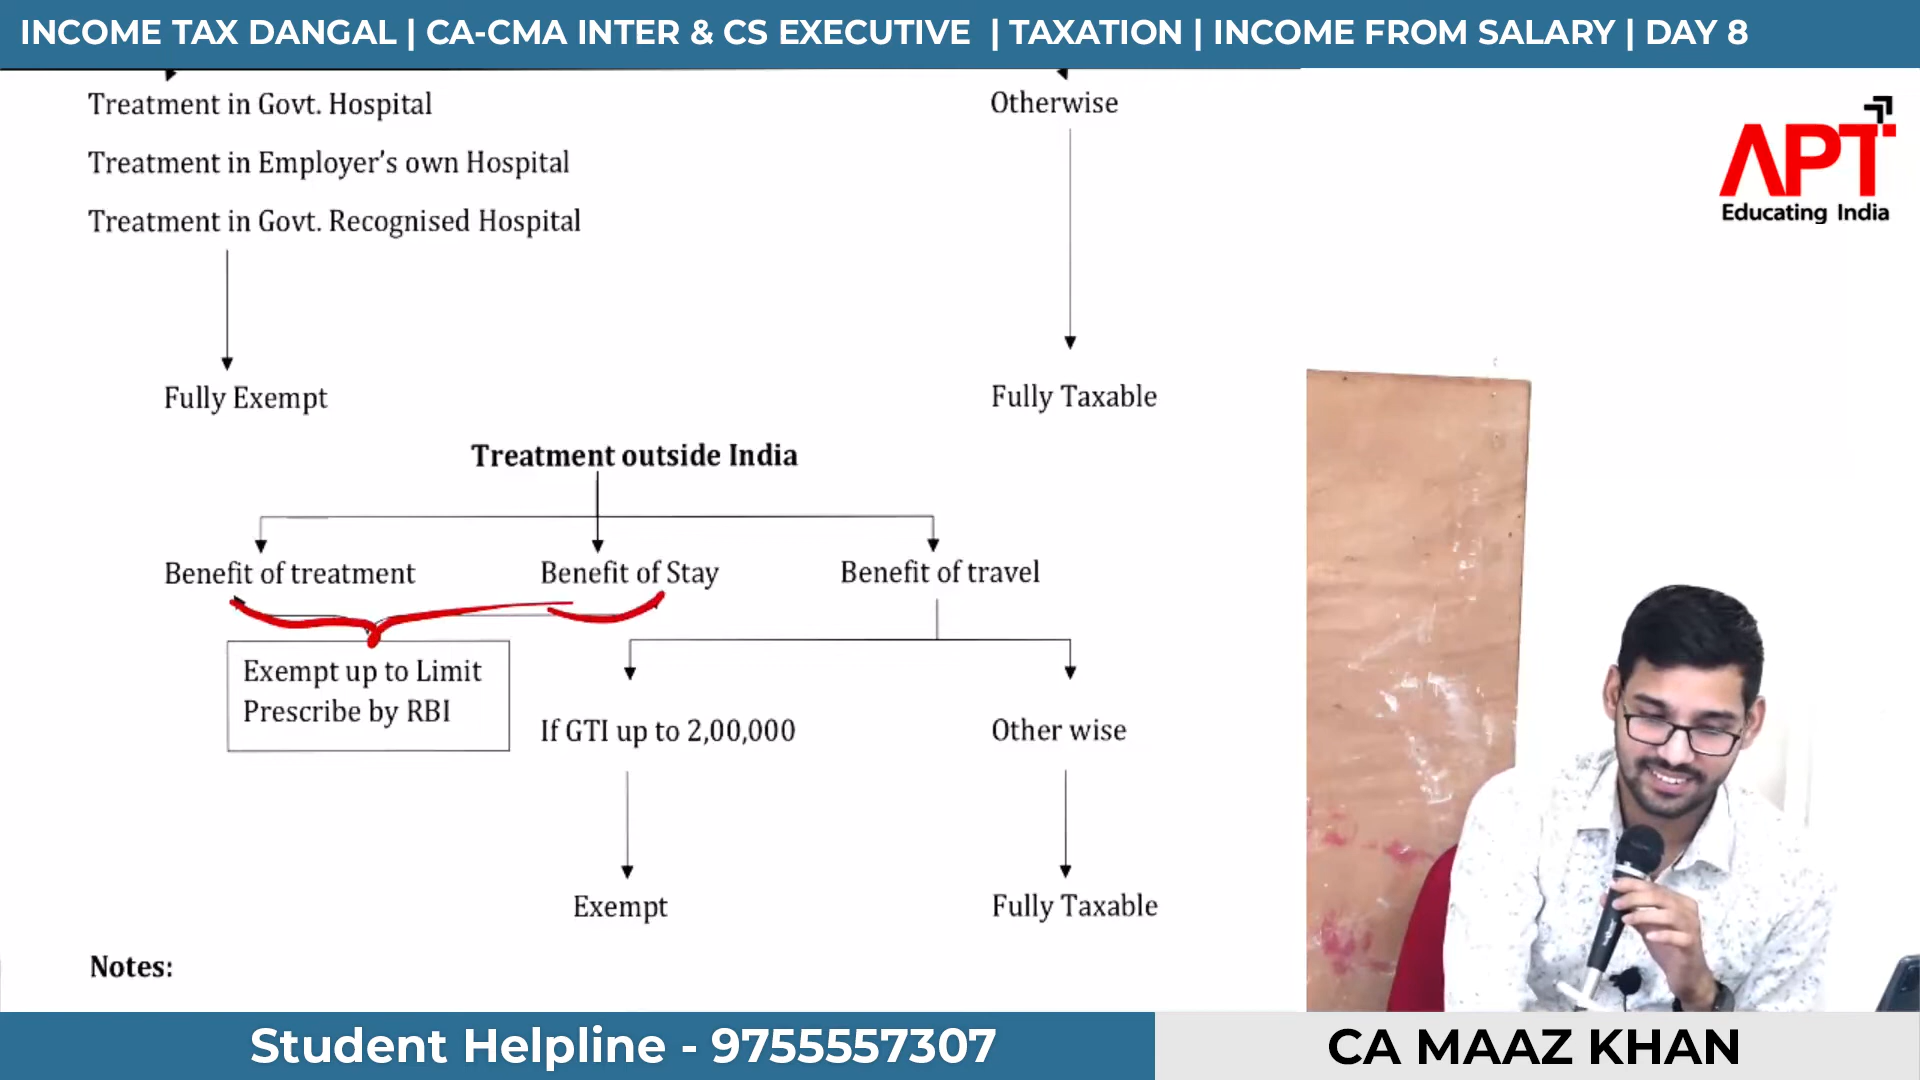 INCOME TAX DANGAL | CA-CMA INTER & CS EXECUTIVE | TAXATION | INCOME FROM SALARY | DAY 8
Treatment in Govt. Hospital
Otherwise
Treatment in Employer's own Hospital
Treatment in Govt. Recognised Hospital
APT
Educating India
Fully Exempt
Fully Taxable
Treatment outside India
Benefit of treatment
Benefit of Stay
Benefit of travel
Exempt up to Limit
Prescribe by RBI
If GTI up to 2,00,000
Other wise
Exempt
Fully Taxable
Notes:
Student Helpline - 9755557307
CA MAAZ KHAN